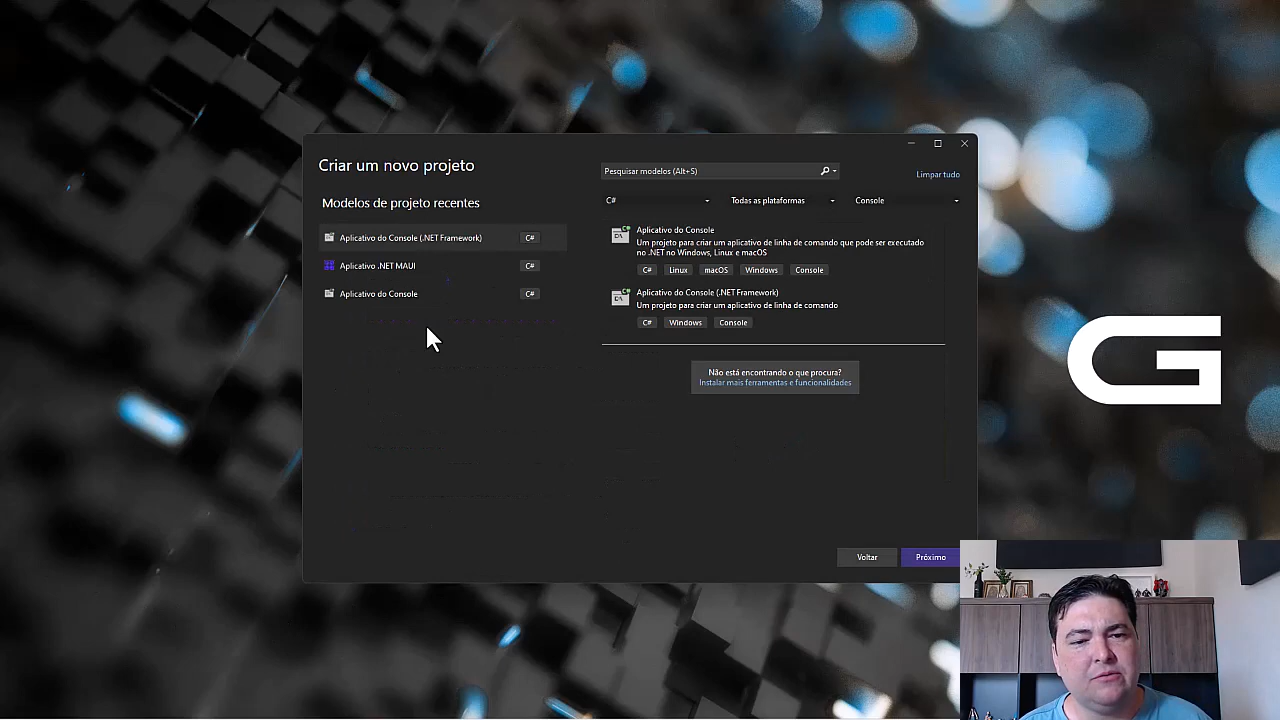 Criar um novo projeto
Pesquisar modelos (Alt+S)
Limpar tudo
Modelos de projeto recentes
C#
Todas as plataformas
Console
Aplicativo do Console (.NET Framework)
C#
Aplicativo .NET MAUI
C#
Aplicativo do Console
C#
Aplicativo do Console
Um projeto para criar um aplicativo de linha de comando que pode ser executado
no .NET no Windows, Linux e macOS
C# Linux macOS Windows Console
Aplicativo do Console (.NET Framework)
Um projeto para criar um aplicativo de linha de comando
C# Windows Console
Não está encontrando o que procura?
Instalar mais ferramentas e funcionalidades
Voltar
Próximo
G